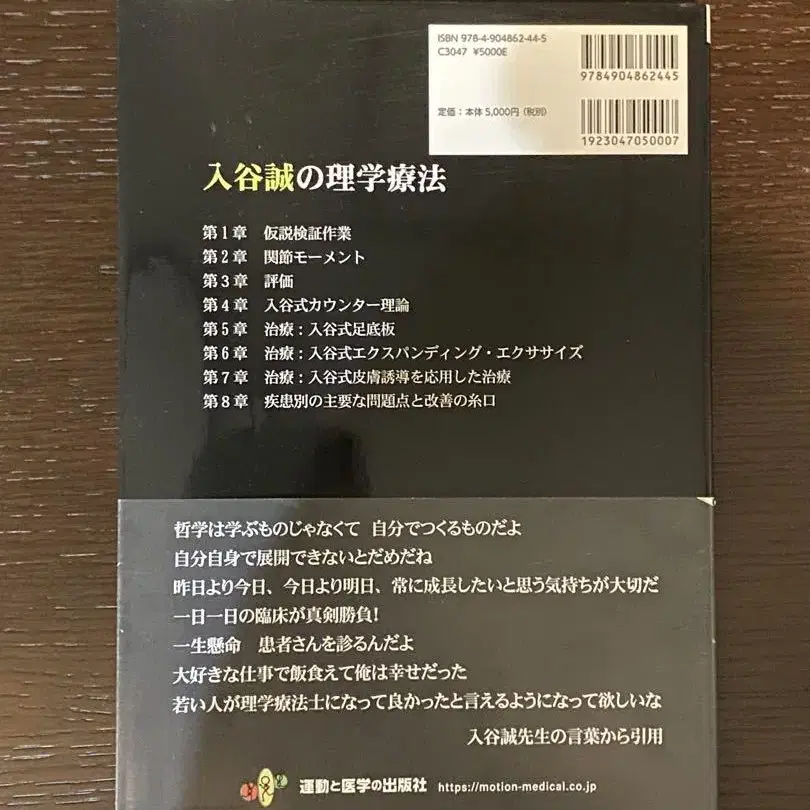 ISBN 978-4-904862-44-5
C3047 ¥5000E
9784904862445
定価：本体 5,000円（税別）
1923047050007
入谷誠の理学療法
第1章　仮説検証作業
第2章　関節モーメント
第3章　評価
第4章　入谷式カウンター理論
第5章　治療：入谷式足底板
第6章　治療：入谷式エクスパンディング・エクササイズ
第7章　治療：入谷式皮膚誘導を応用した治療
第8章　疾患別の主要な問題点と改善の糸口
哲学は学ぶものじゃなくて　自分でつくるものだよ
自分自身で展開できないとだめだね
昨日より今日、今日より明日、常に成長したいと思う気持ちが大切だ
一日一日の臨床が真剣勝負!
一生懸命　患者さんを診るんだよ
大好きな仕事で飯食えて俺は幸せだった
若い人が理学療法士になって良かったと言えるようになって欲しいな
入谷誠先生の言葉から引用
運動と医学の出版社　https://motion-medical.co.jp